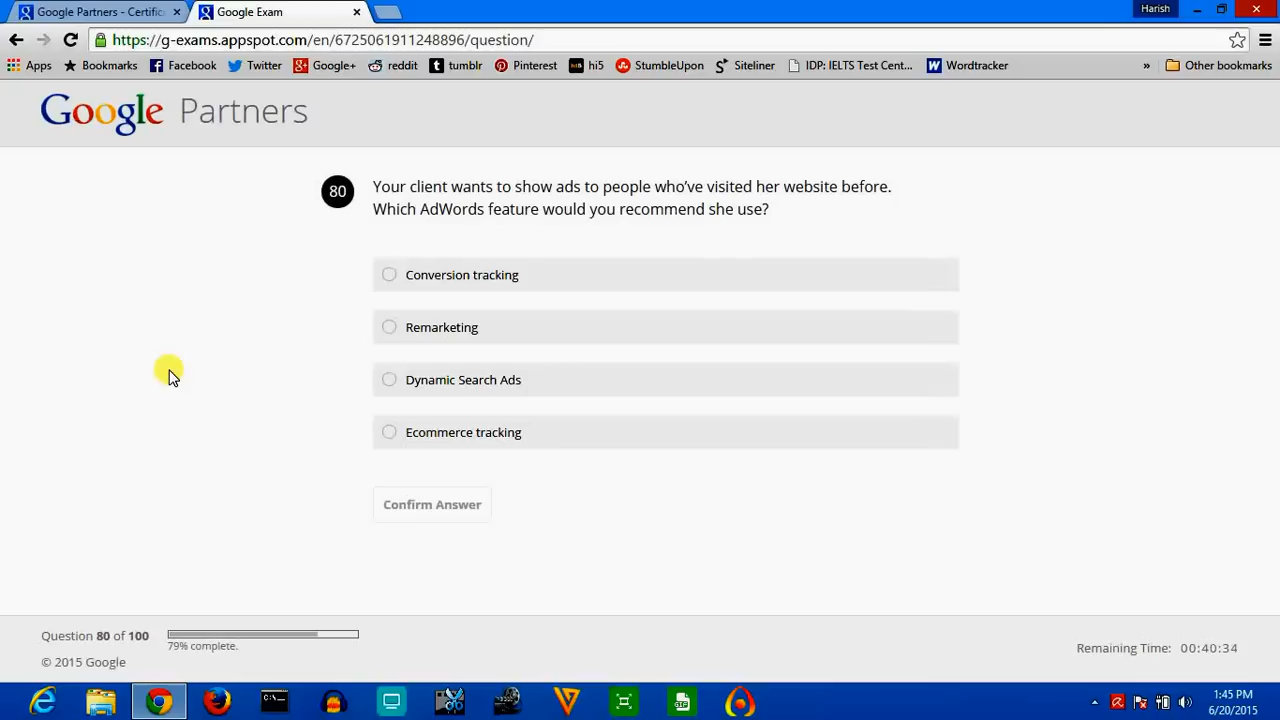 Google Partners - Certific
Google Exam
Harish
https://g-exams.appspot.com/en/6725061911248896/question/
Apps
Bookmarks
Facebook
Twitter
Google+
reddit
tumblr
Pinterest
hi5
StumbleUpon
Siteliner
IDP: IELTS Test Cent...
Wordtracker
»
Other bookmarks
Google Partners
80
Your client wants to show ads to people who've visited her website before.
Which AdWords feature would you recommend she use?
Conversion tracking
Remarketing
Dynamic Search Ads
Ecommerce tracking
Confirm Answer
Question 80 of 100
79% complete.
© 2015 Google
Remaining Time: 00:40:34
1:45 PM
6/20/2015